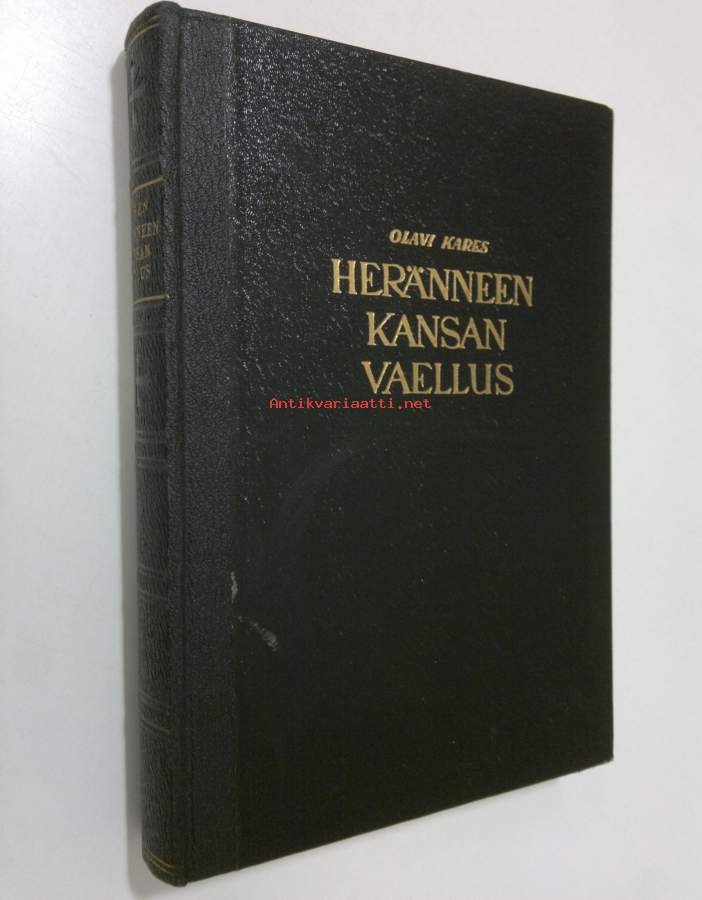 OLAVI KARES
HERÄNNEEN
KANSAN
VAELLUS
Antikvariaatti.net